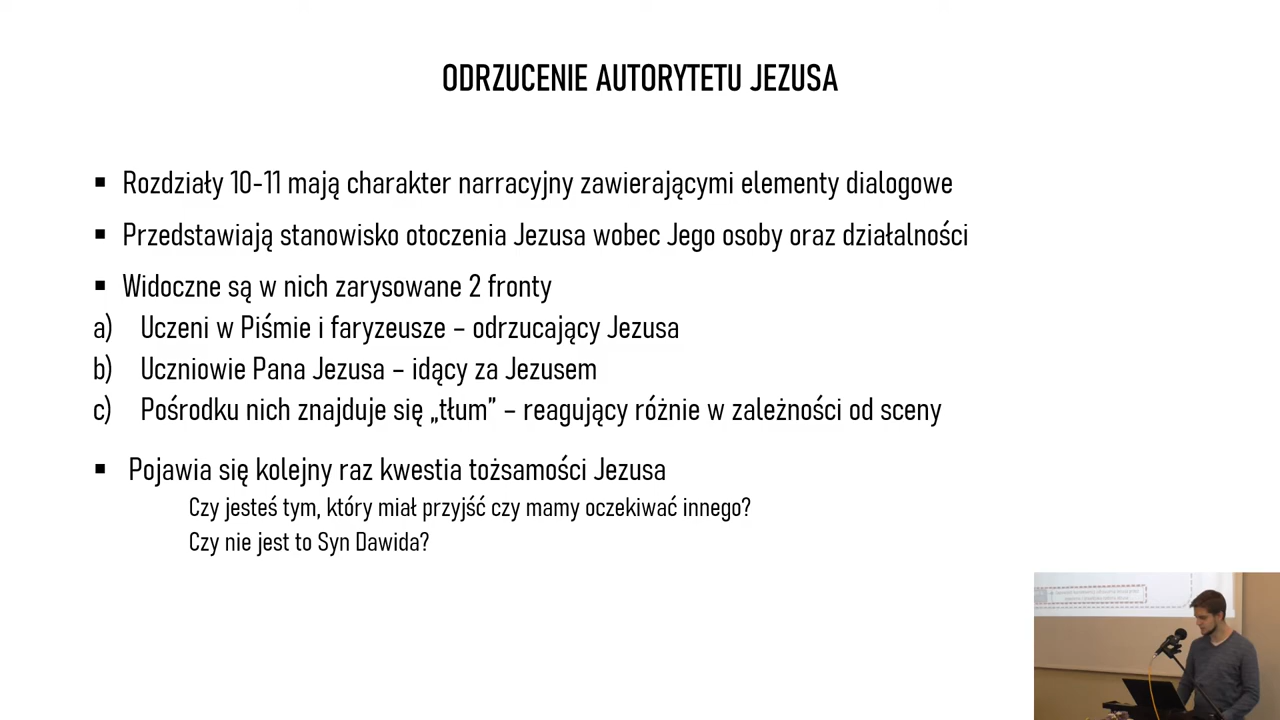 ODRZUCENIE AUTORYTETU JEZUSA
▪ Rozdziały 10-11 mają charakter narracyjny zawierającymi elementy dialogowe
▪ Przedstawiają stanowisko otoczenia Jezusa wobec Jego osoby oraz działalności
▪ Widoczne są w nich zarysowane 2 fronty
a) Uczeni w Piśmie i faryzeusze – odrzucający Jezusa
b) Uczniowie Pana Jezusa – idący za Jezusem
c) Pośrodku nich znajduje się „tłum” – reagujący różnie w zależności od sceny
▪ Pojawia się kolejny raz kwestia tożsamości Jezusa
Czy jesteś tym, który miał przyjść czy mamy oczekiwać innego?
Czy nie jest to Syn Dawida?